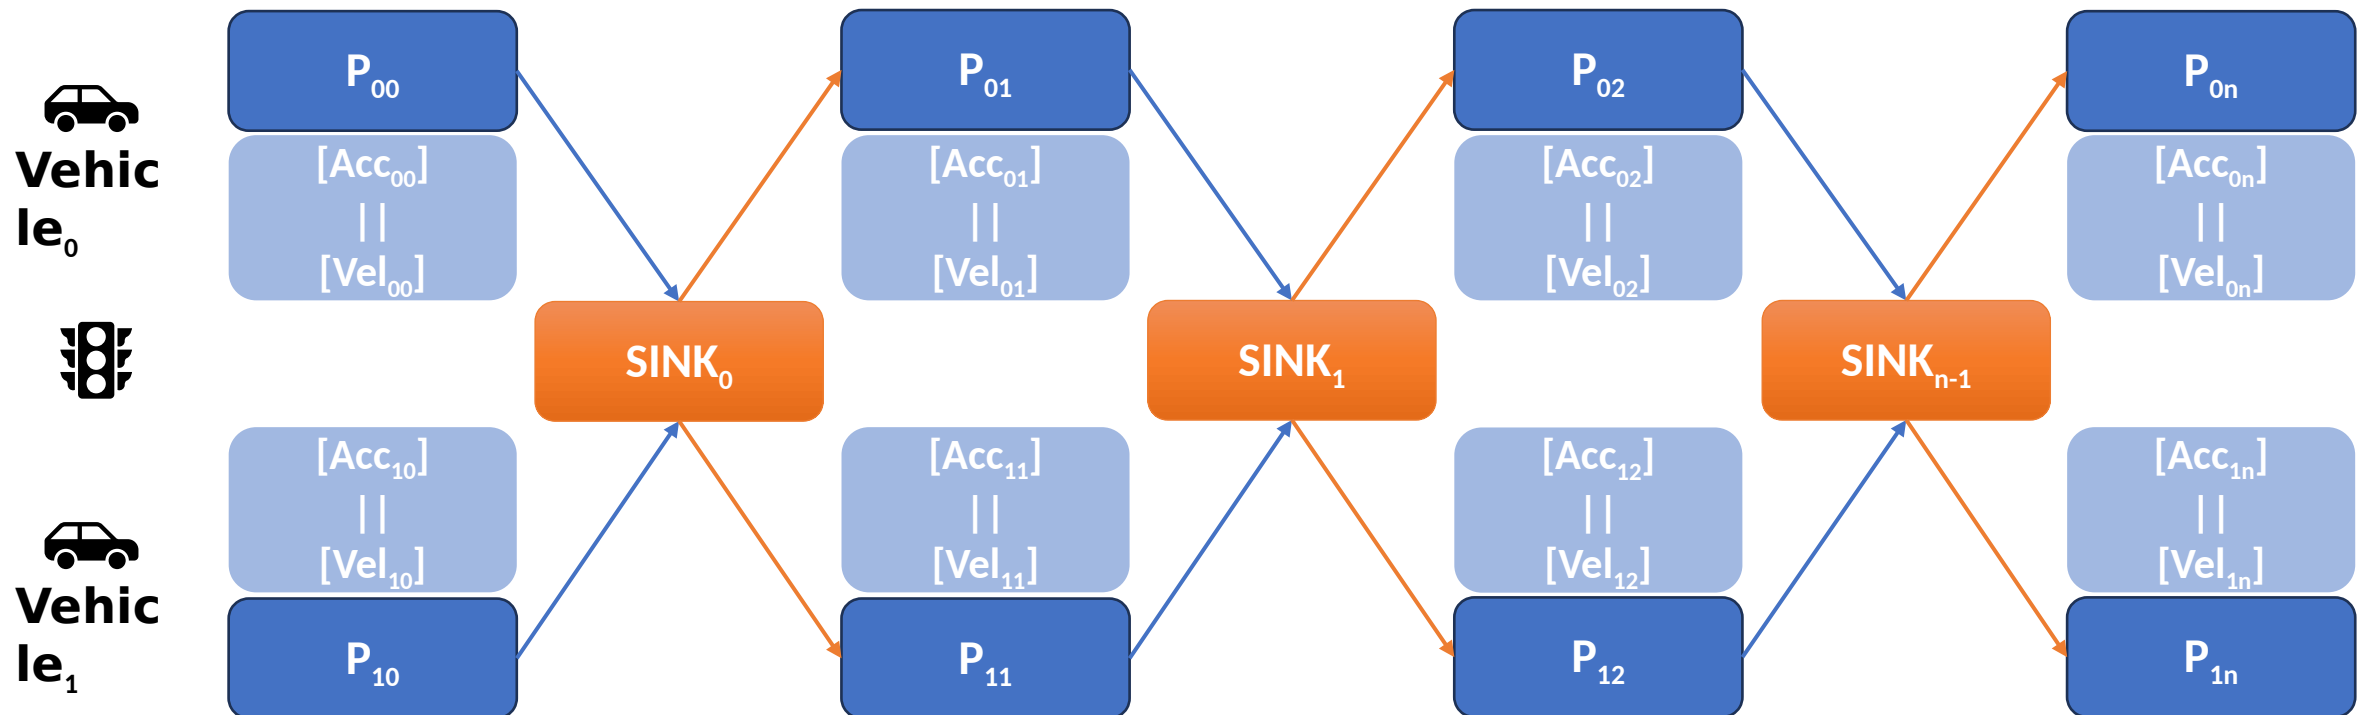 P₀₀ P₀₁ P₀₂ P₀ₙ
Vehic
le₀
[Acc₀₀] [Acc₀₁] [Acc₀₂] [Acc₀ₙ]
|| || || ||
[Vel₀₀] [Vel₀₁] [Vel₀₂] [Vel₀ₙ]
SINK₀ SINK₁ SINKₙ₋₁
[Acc₁₀] [Acc₁₁] [Acc₁₂] [Acc₁ₙ]
|| || || ||
[Vel₁₀] [Vel₁₁] [Vel₁₂] [Vel₁ₙ]
Vehic
le₁
P₁₀ P₁₁ P₁₂ P₁ₙ